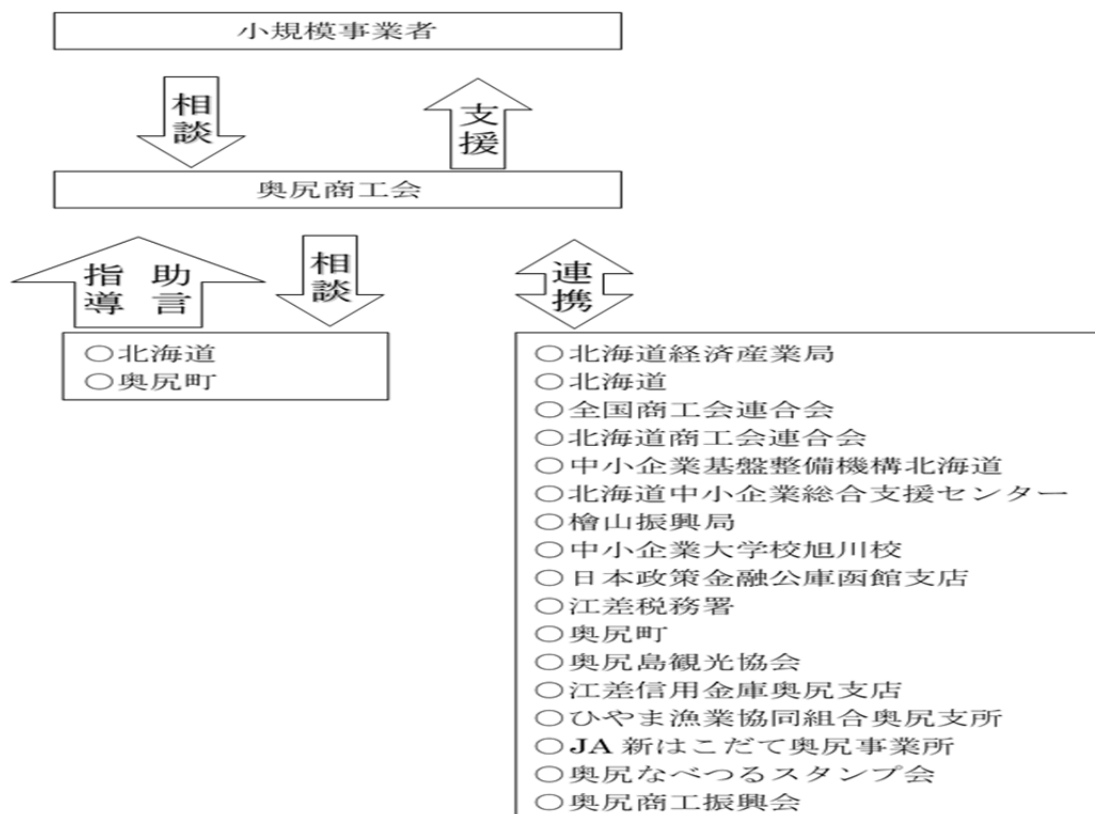 小規模事業者
相談
支援
奥尻商工会
指導 助言
相談
連携
○北海道
○奥尻町
○北海道経済産業局
○北海道
○全国商工会連合会
○北海道商工会連合会
○中小企業基盤整備機構北海道
○北海道中小企業総合支援センター
○檜山振興局
○中小企業大学校旭川校
○日本政策金融公庫函館支店
○江差税務署
○奥尻町
○奥尻島観光協会
○江差信用金庫奥尻支店
○ひやま漁業協同組合奥尻支所
○JA 新はこだて奥尻事業所
○奥尻なべつるスタンプ会
○奥尻商工振興会